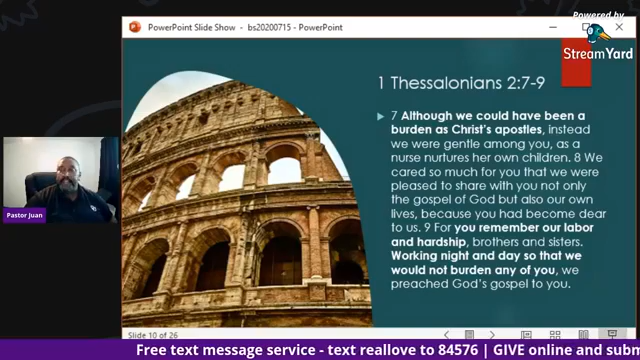 Powered by
StreamYard
PowerPoint Slide Show - bs20200715 - PowerPoint
1 Thessalonians 2:7-9
7 Although we could have been a
burden as Christ's apostles, instead
we were gentle among you, as a
nurse nurtures her own children. 8 We
cared so much for you that we were
pleased to share with you not only
the gospel of God but also our own
lives, because you had become dear
to us. 9 For you remember our labor
and hardship, brothers and sisters.
Working night and day so that we
would not burden any of you, we
preached God's gospel to you.
Pastor Juan
Slide 10 of 26
Free text message service - text reallove to 84576 | GIVE online and subm